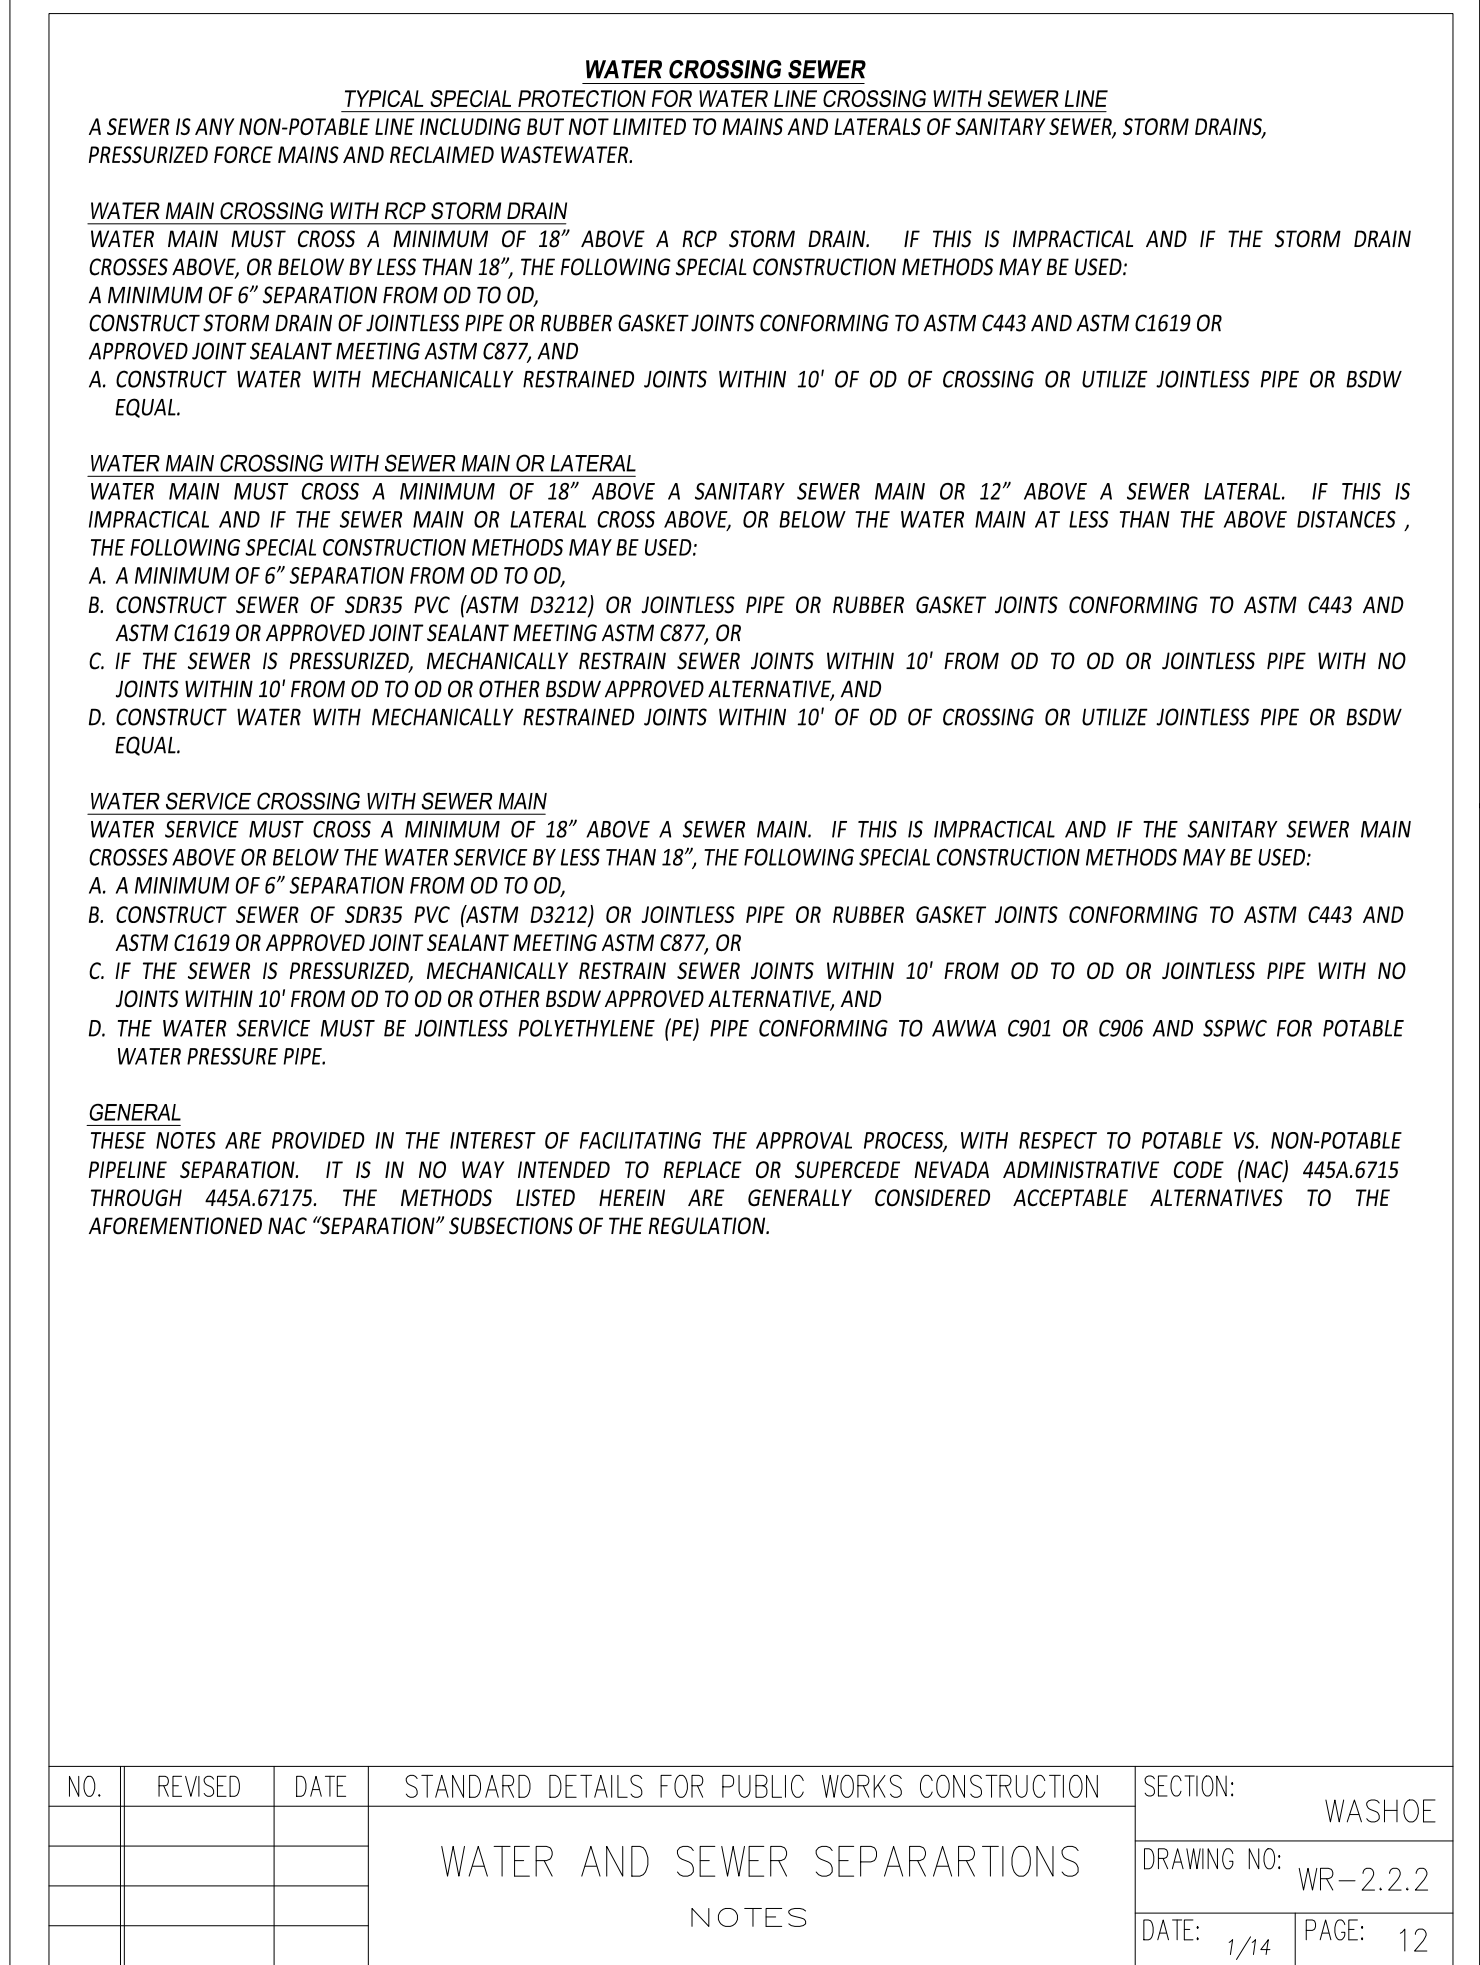 WATER CROSSING SEWER
TYPICAL SPECIAL PROTECTION FOR WATER LINE CROSSING WITH SEWER LINE
A SEWER IS ANY NON-POTABLE LINE INCLUDING BUT NOT LIMITED TO MAINS AND LATERALS OF SANITARY SEWER, STORM DRAINS,
PRESSURIZED FORCE MAINS AND RECLAIMED WASTEWATER.
WATER MAIN CROSSING WITH RCP STORM DRAIN
WATER MAIN MUST CROSS A MINIMUM OF 18” ABOVE A RCP STORM DRAIN. IF THIS IS IMPRACTICAL AND IF THE STORM DRAIN
CROSSES ABOVE, OR BELOW BY LESS THAN 18”, THE FOLLOWING SPECIAL CONSTRUCTION METHODS MAY BE USED:
A MINIMUM OF 6” SEPARATION FROM OD TO OD,
CONSTRUCT STORM DRAIN OF JOINTLESS PIPE OR RUBBER GASKET JOINTS CONFORMING TO ASTM C443 AND ASTM C1619 OR
APPROVED JOINT SEALANT MEETING ASTM C877, AND
A. CONSTRUCT WATER WITH MECHANICALLY RESTRAINED JOINTS WITHIN 10' OF OD OF CROSSING OR UTILIZE JOINTLESS PIPE OR BSDW
EQUAL.
WATER MAIN CROSSING WITH SEWER MAIN OR LATERAL
WATER MAIN MUST CROSS A MINIMUM OF 18” ABOVE A SANITARY SEWER MAIN OR 12” ABOVE A SEWER LATERAL. IF THIS IS
IMPRACTICAL AND IF THE SEWER MAIN OR LATERAL CROSS ABOVE, OR BELOW THE WATER MAIN AT LESS THAN THE ABOVE DISTANCES ,
THE FOLLOWING SPECIAL CONSTRUCTION METHODS MAY BE USED:
A. A MINIMUM OF 6” SEPARATION FROM OD TO OD,
B. CONSTRUCT SEWER OF SDR35 PVC (ASTM D3212) OR JOINTLESS PIPE OR RUBBER GASKET JOINTS CONFORMING TO ASTM C443 AND
ASTM C1619 OR APPROVED JOINT SEALANT MEETING ASTM C877, OR
C. IF THE SEWER IS PRESSURIZED, MECHANICALLY RESTRAIN SEWER JOINTS WITHIN 10' FROM OD TO OD OR JOINTLESS PIPE WITH NO
JOINTS WITHIN 10' FROM OD TO OD OR OTHER BSDW APPROVED ALTERNATIVE, AND
D. CONSTRUCT WATER WITH MECHANICALLY RESTRAINED JOINTS WITHIN 10' OF OD OF CROSSING OR UTILIZE JOINTLESS PIPE OR BSDW
EQUAL.
WATER SERVICE CROSSING WITH SEWER MAIN
WATER SERVICE MUST CROSS A MINIMUM OF 18” ABOVE A SEWER MAIN. IF THIS IS IMPRACTICAL AND IF THE SANITARY SEWER MAIN
CROSSES ABOVE OR BELOW THE WATER SERVICE BY LESS THAN 18”, THE FOLLOWING SPECIAL CONSTRUCTION METHODS MAY BE USED:
A. A MINIMUM OF 6” SEPARATION FROM OD TO OD,
B. CONSTRUCT SEWER OF SDR35 PVC (ASTM D3212) OR JOINTLESS PIPE OR RUBBER GASKET JOINTS CONFORMING TO ASTM C443 AND
ASTM C1619 OR APPROVED JOINT SEALANT MEETING ASTM C877, OR
C. IF THE SEWER IS PRESSURIZED, MECHANICALLY RESTRAIN SEWER JOINTS WITHIN 10' FROM OD TO OD OR JOINTLESS PIPE WITH NO
JOINTS WITHIN 10' FROM OD TO OD OR OTHER BSDW APPROVED ALTERNATIVE, AND
D. THE WATER SERVICE MUST BE JOINTLESS POLYETHYLENE (PE) PIPE CONFORMING TO AWWA C901 OR C906 AND SSPWC FOR POTABLE
WATER PRESSURE PIPE.
GENERAL
THESE NOTES ARE PROVIDED IN THE INTEREST OF FACILITATING THE APPROVAL PROCESS, WITH RESPECT TO POTABLE VS. NON-POTABLE
PIPELINE SEPARATION. IT IS IN NO WAY INTENDED TO REPLACE OR SUPERCEDE NEVADA ADMINISTRATIVE CODE (NAC) 445A.6715
THROUGH 445A.67175. THE METHODS LISTED HEREIN ARE GENERALLY CONSIDERED ACCEPTABLE ALTERNATIVES TO THE
AFOREMENTIONED NAC “SEPARATION” SUBSECTIONS OF THE REGULATION.
NO. REVISED DATE
STANDARD DETAILS FOR PUBLIC WORKS CONSTRUCTION
WATER AND SEWER SEPARARTIONS
NOTES
SECTION: WASHOE
DRAWING NO: WR-2.2.2
DATE: 1/14
PAGE: 12